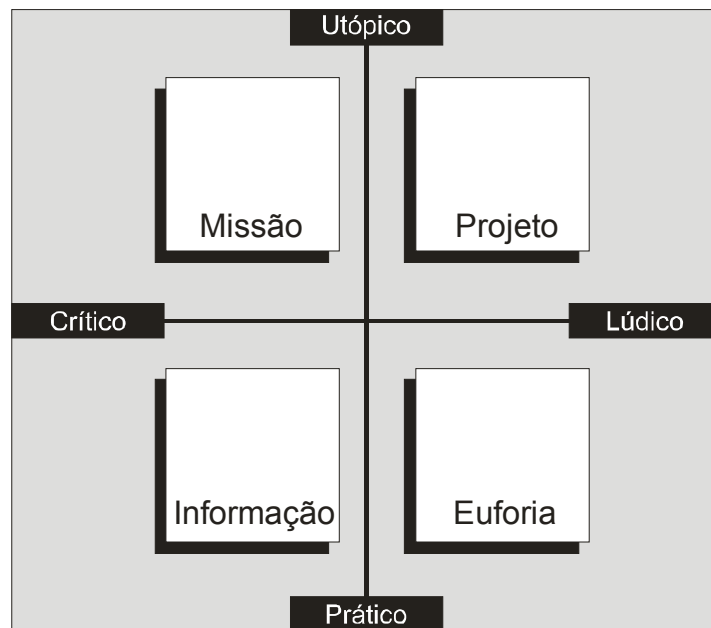 Utópico
Missão
Projeto
Crítico
Lúdico
Informação
Euforia
Prático